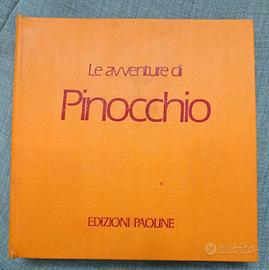 Le avventure di
Pinocchio
EDIZIONI PAOLINE
subito